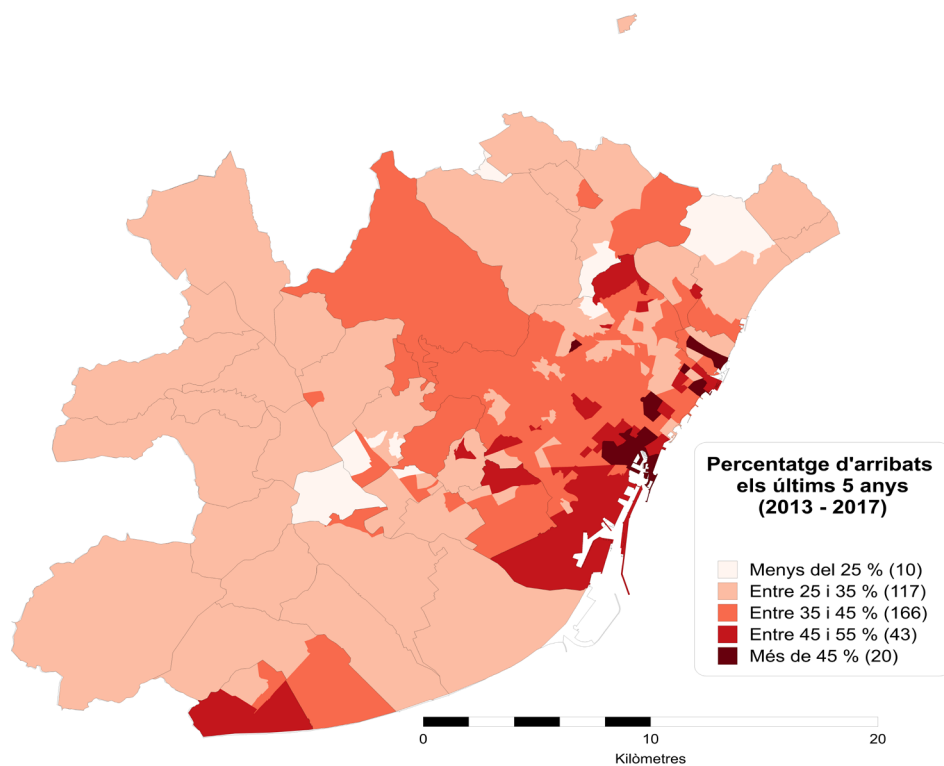 Percentatge d'arribats
els últims 5 anys
(2013 - 2017)
Menys del 25 % (10)
Entre 25 i 35 % (117)
Entre 35 i 45 % (166)
Entre 45 i 55 % (43)
Més de 45 % (20)
0 10 20
Kilòmetres